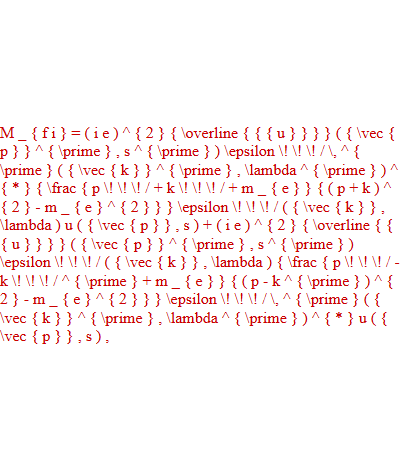 M _ { f i } = ( i e ) ^ { 2 } { \overline { { { u } } } } ( { \vec {
p } } ^ { \prime } , s ^ { \prime } ) \epsilon \! \! \! / \, ^ {
\prime } ( { \vec { k } } ^ { \prime } , \lambda ^ { \prime } ) ^
{ * } { \frac { p \! \! \! / + k \! \! \! / + m _ { e } } { ( p + k ) ^
{ 2 } - m _ { e } ^ { 2 } } } \epsilon \! \! \! / ( { \vec { k } } ,
\lambda ) u ( { \vec { p } } , s ) + ( i e ) ^ { 2 } { \overline { {
{ u } } } } ( { \vec { p } } ^ { \prime } , s ^ { \prime } )
\epsilon \! \! \! / ( { \vec { k } } , \lambda ) { \frac { p \! \! \! / -
k \! \! \! / ^ { \prime } + m _ { e } } { ( p - k ^ { \prime } ) ^ {
2 } - m _ { e } ^ { 2 } } } \epsilon \! \! \! / \, ^ { \prime } ( {
\vec { k } } ^ { \prime } , \lambda ^ { \prime } ) ^ { * } u ( {
\vec { p } } , s ) ,